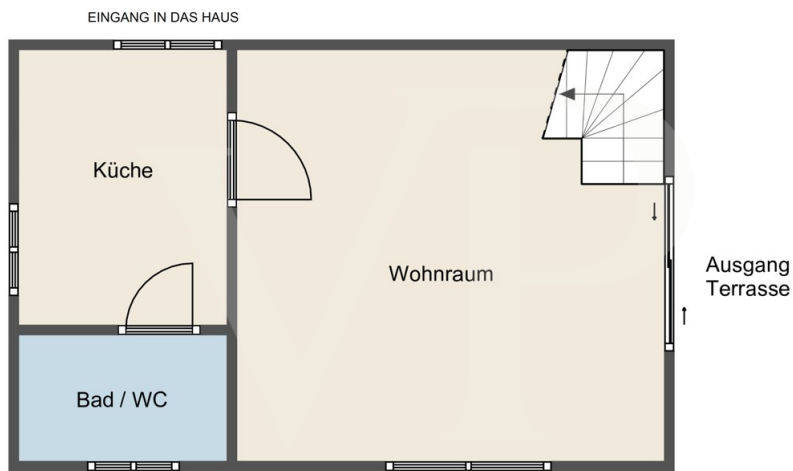 EINGANG IN DAS HAUS
Küche
Wohnraum
Ausgang
Terrasse
Bad / WC